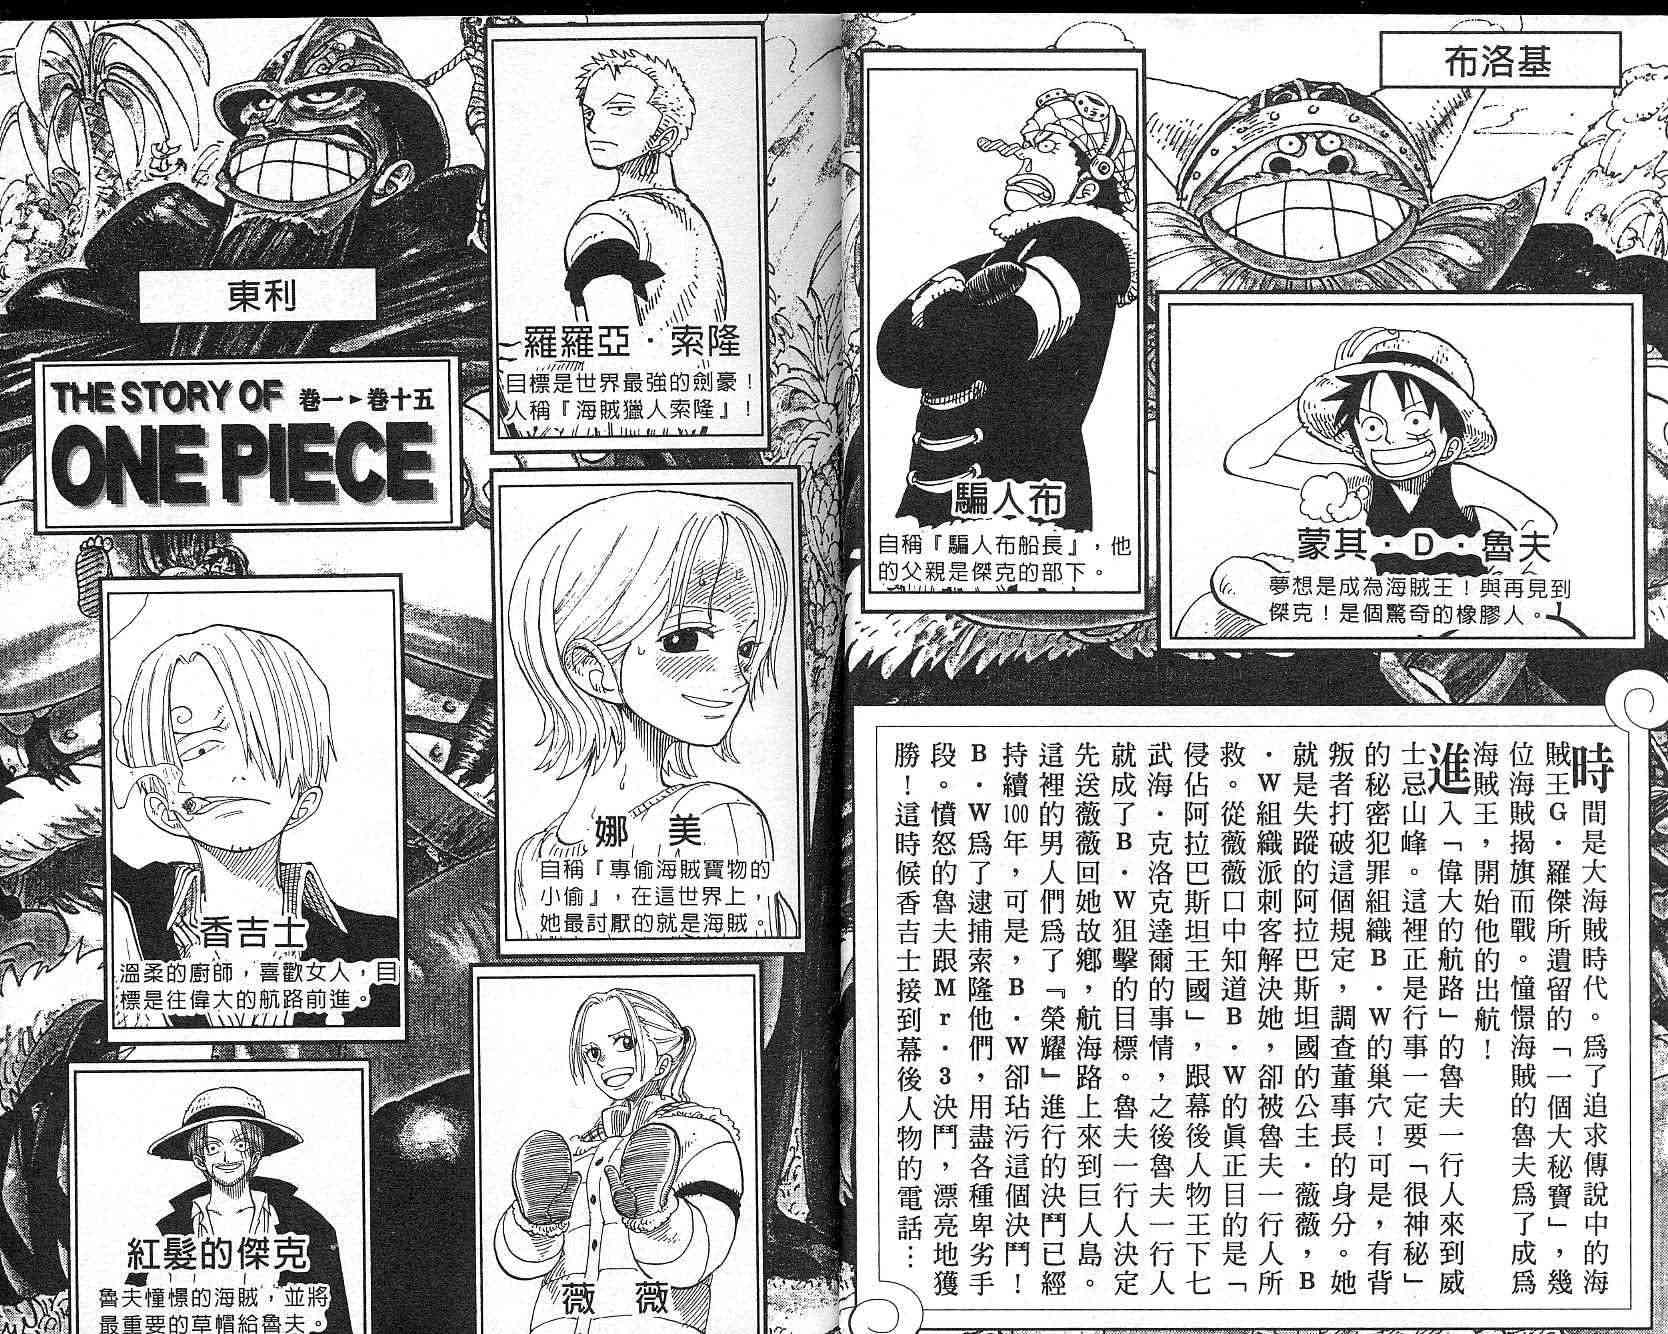 布洛基
蒙其・D・魯夫
夢想是成為海賊王！與再見到
傑克！是個驚奇的橡膠人。
騙人布
自稱『騙人布船長』，他
的父親是傑克的部下。
時間是大海賊時代。為了追求傳說中的海
賊王G・羅傑所遺留的「一個大秘寶」，幾
位海賊揭旗而戰。憧憬海賊的魯夫為了成為
海賊王，開始他的出航！
進入「偉大的航路」的魯夫一行人來到威
士忌山峰。這裡正是行事一定要「很神秘」
的秘密犯罪組織B・W的巢穴！可是，有背
叛者打破這個規定，調查董事長的身分。她
就是失蹤的阿拉巴斯坦國的公主・薇薇，B
・W組織派刺客解決她，卻被魯夫一行人所
救。從薇薇口中知道B・W的真正目的是「
侵佔阿拉巴斯坦王國」，跟幕後人物王下七
武海・克洛克達爾的事情，之後魯夫一行人
就成了B・W狙擊的目標。魯夫一行人決定
先送薇薇回她故鄉，航海路上來到巨人島。
這裡的男人們為了『榮耀』進行的決鬥已經
持續100年，可是，B・W卻玷污這個決鬥！
B・W為了逮捕索隆他們，用盡各種卑劣手
段。憤怒的魯夫跟Mr・3決鬥，漂亮地獲
勝！這時候香吉士接到幕後人物的電話…
東利
THE STORY OF 卷一▸卷十五
ONE PIECE
羅羅亞・索隆
目標是世界最強的劍豪！
人稱『海賊獵人索隆』！
娜 美
自稱『專偷海賊寶物的
小偷』，在這世界上，
她最討厭的就是海賊。
香吉士
溫柔的廚師，喜歡女人，目
標是往偉大的航路前進。
薇 薇
紅髮的傑克
魯夫憧憬的海賊，並將
最重要的草帽給魯夫。